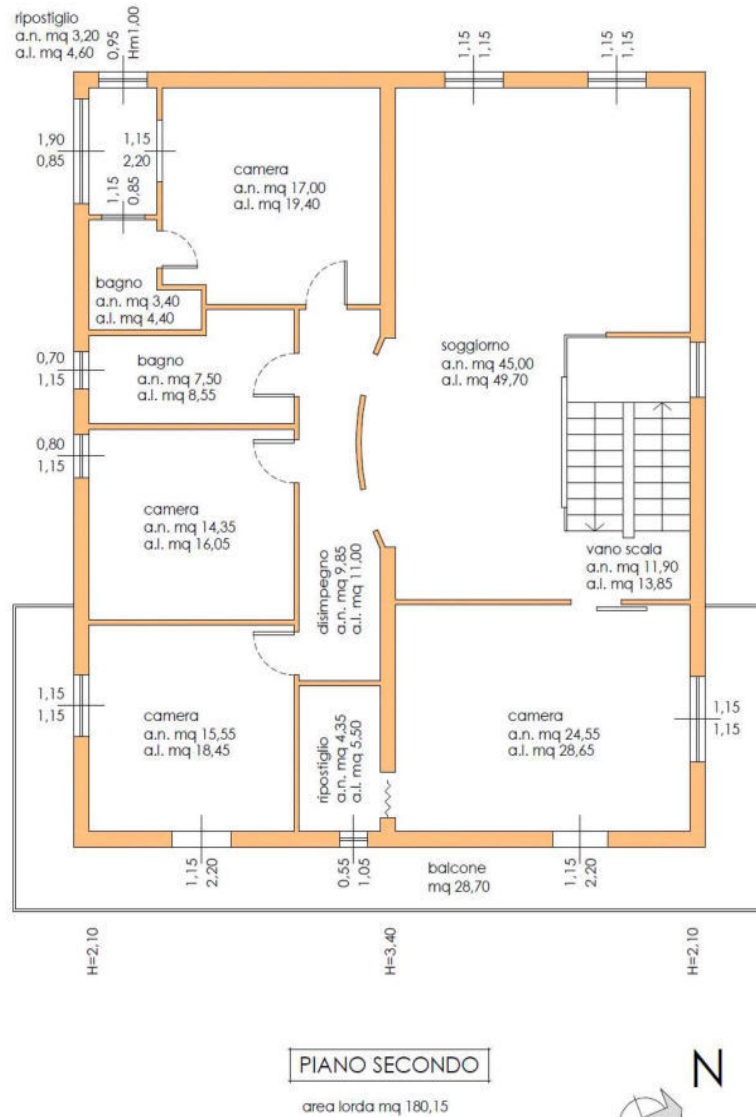 ripostiglio
a.n. mq 3,20
a.l. mq 4,60
0,95
Hm1,00
1,15
1,15
1,15
1,15
1,90
0,85
1,15
2,20
1,15
0,85
camera
a.n. mq 17,00
a.l. mq 19,40
bagno
a.n. mq 3,40
a.l. mq 4,40
0,70
1,15
bagno
a.n. mq 7,50
a.l. mq 8,55
soggiorno
a.n. mq 45,00
a.l. mq 49,70
0,80
1,15
camera
a.n. mq 14,35
a.l. mq 16,05
disimpegno
a.n. mq 9,85
a.l. mq 11,00
vano scala
a.n. mq 11,90
a.l. mq 13,85
1,15
1,15
camera
a.n. mq 15,55
a.l. mq 18,45
ripostiglio
a.n. mq 4,35
a.l. mq 5,50
camera
a.n. mq 24,55
a.l. mq 28,65
1,15
1,15
1,15
2,20
0,55
1,05
balcone
mq 28,70
1,15
2,20
H=2,10
H=3,40
H=2,10
PIANO SECONDO
N
area lorda mq 180,15